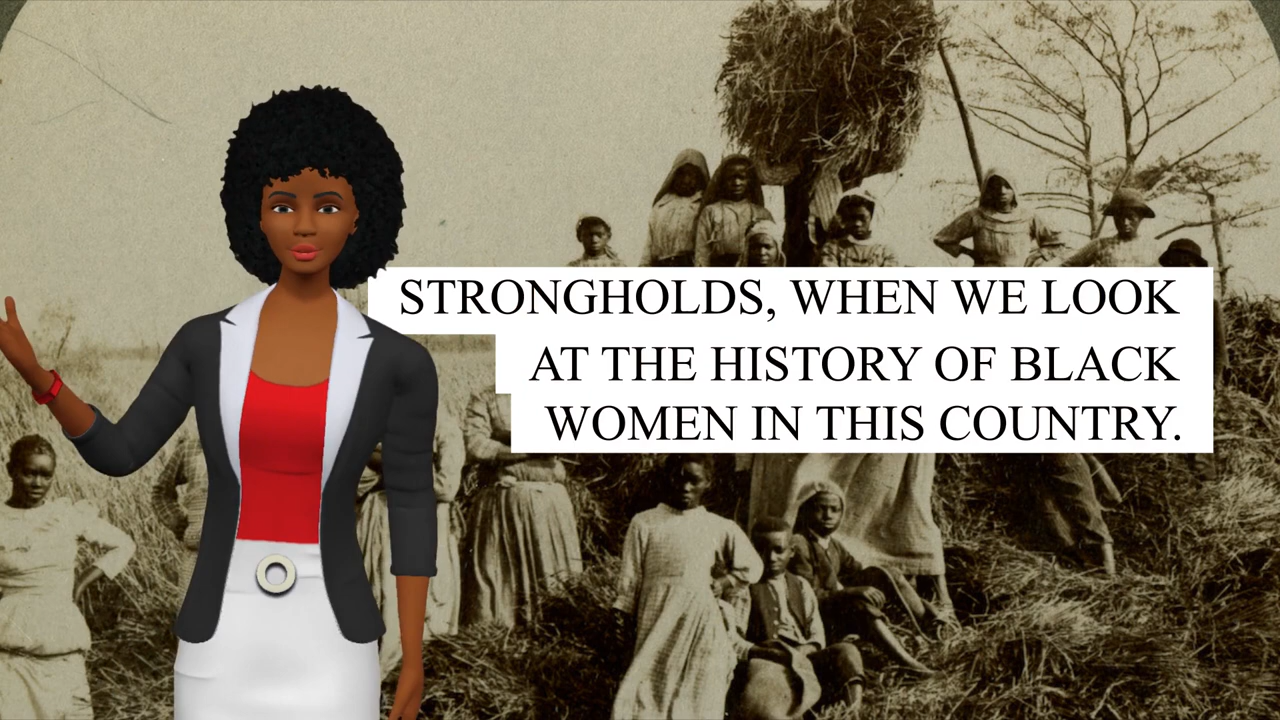 STRONGHOLDS, WHEN WE LOOK
AT THE HISTORY OF BLACK
WOMEN IN THIS COUNTRY.